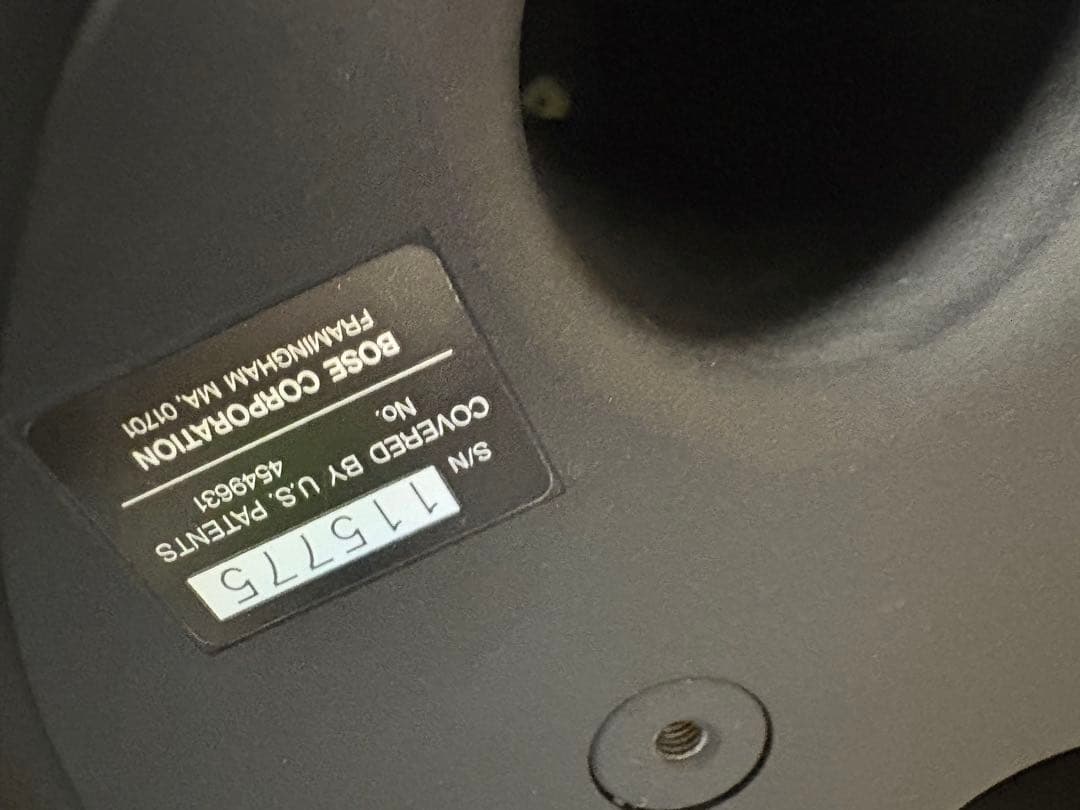 S/N 115775
COVERED BY U.S. PATENTS
No. 4549631
BOSE CORPORATION
FRAMINGHAM MA, 01701